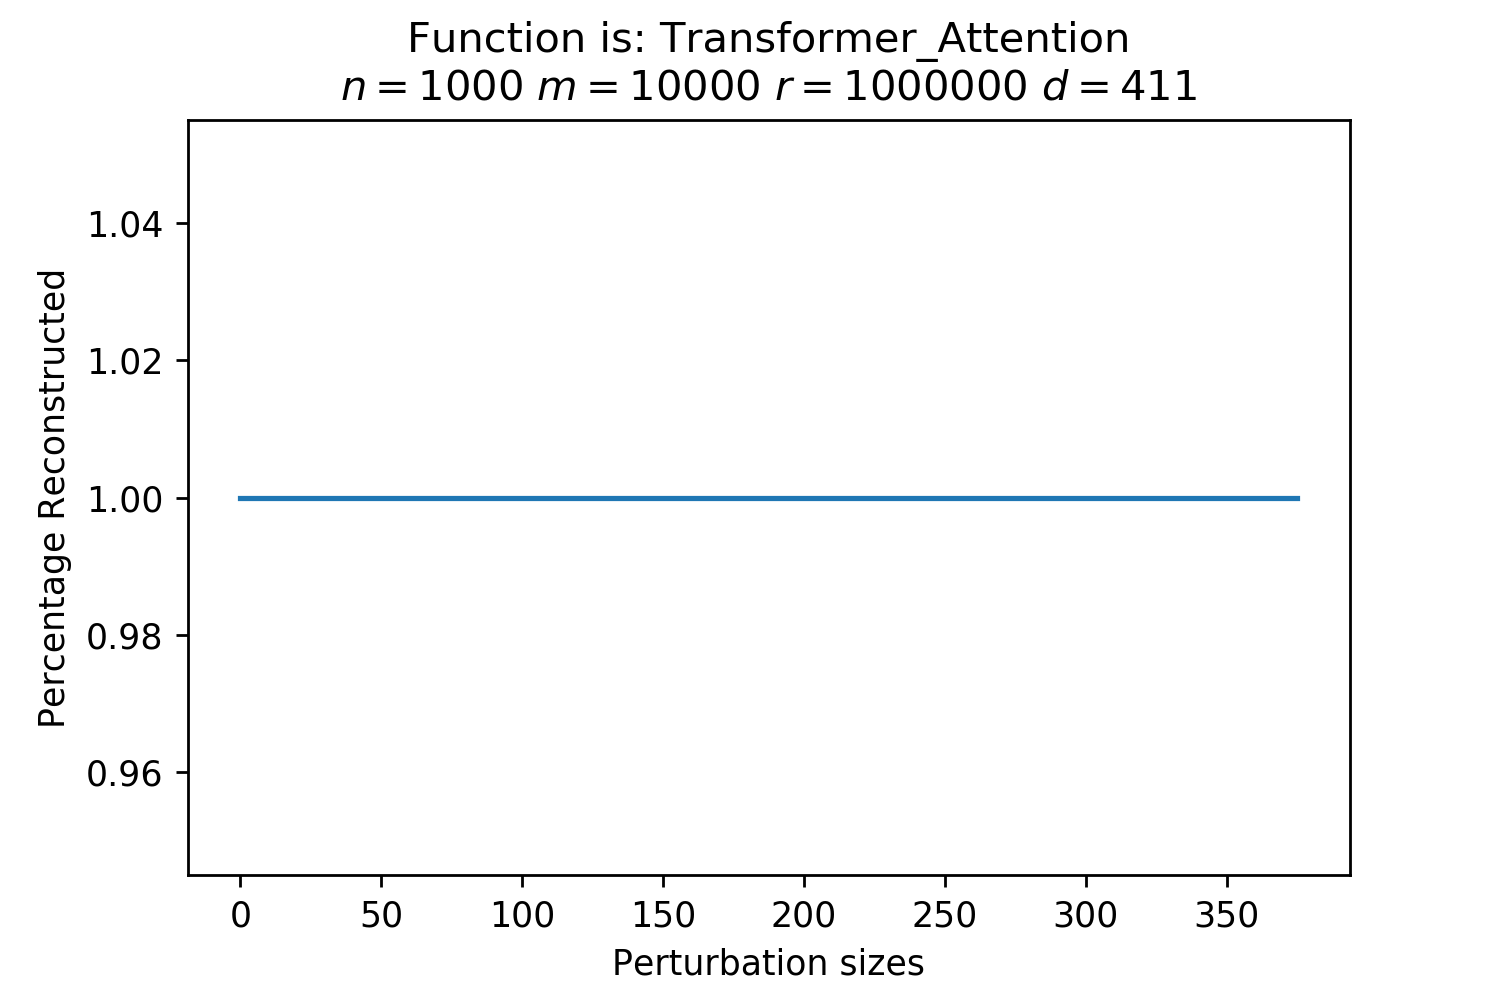 Function is: Transformer_Attention
n = 1000 m = 10000 r = 1000000 d = 411
Percentage Reconstructed
1.04
1.02
1.00
0.98
0.96
0 50 100 150 200 250 300 350
Perturbation sizes